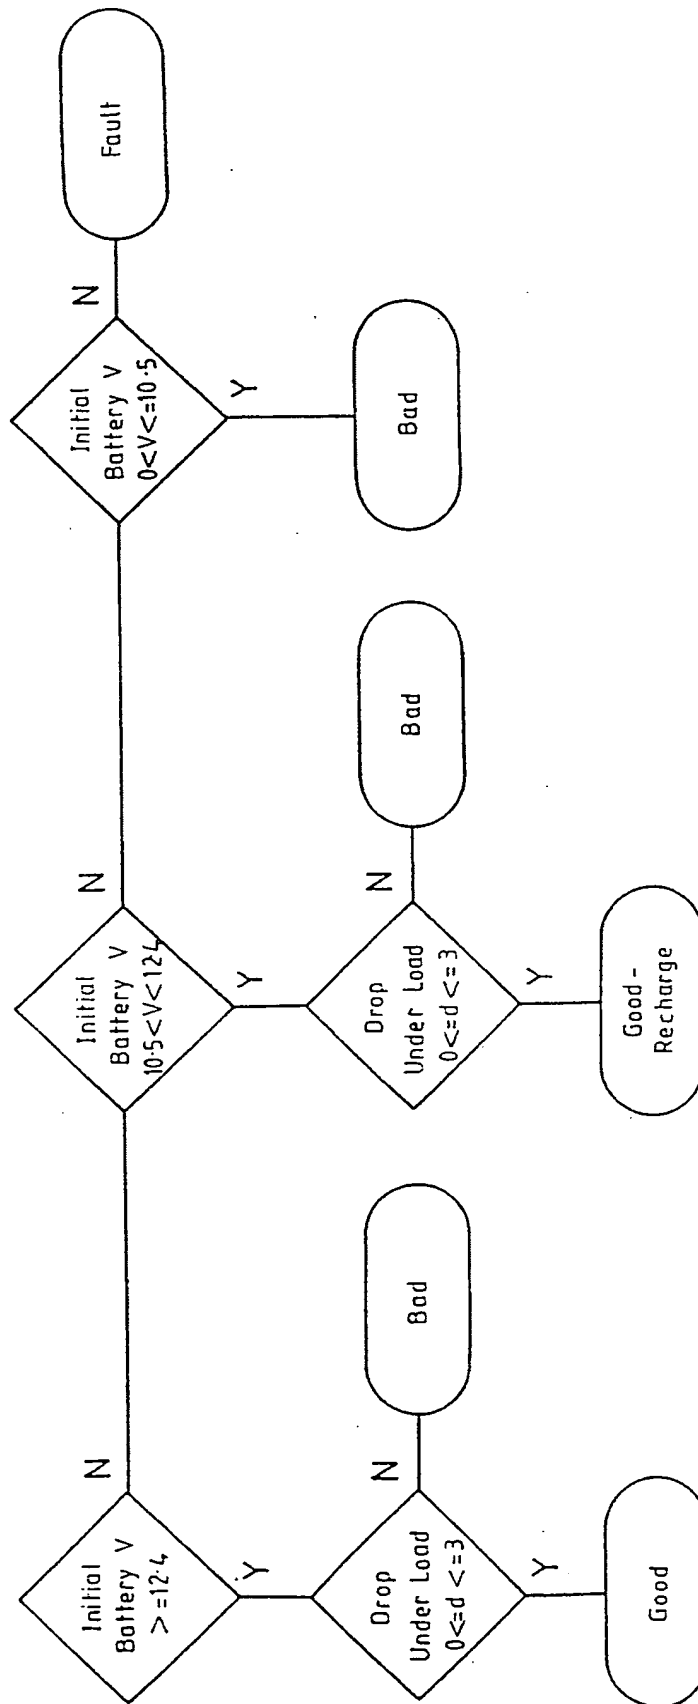 Initial
Battery V
>=12·4
N
Y
Drop
Under Load
0<=d<=3
N
Bad
Y
Good
Initial
Battery V
10·5<V<12·4
N
Y
Drop
Under Load
0<=d<=3
N
Bad
Y
Good-
Recharge
Initial
Battery V
0<V<=10·5
N
Fault
Y
Bad